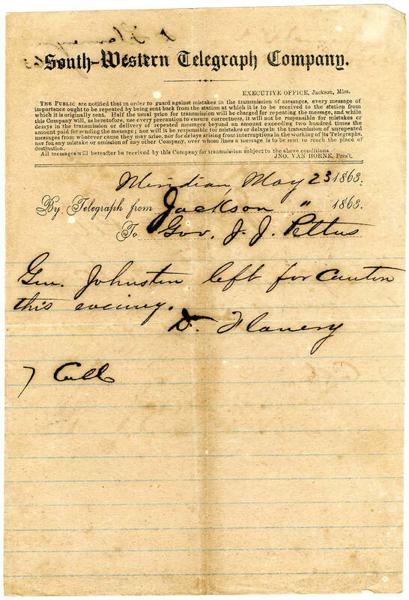 South-Western Telegraph Company.
EXECUTIVE OFFICE, Jackson, Miss.
THE PUBLIC are notified that in order to guard against mistakes in the transmission of messages, every message of
importance ought to be repeated by being sent back from the station at which it is to be received to the station from
which it is originally sent. Half the usual price for transmission will be charged for repeating the message, and while
this Company will, as heretofore, use every precaution to ensure correctness, it will not be responsible for mistakes or
delays in the transmission or delivery of repeated messages beyond an amount exceeding two hundred times the
amount paid for sending the message; nor will it be responsible for mistakes or delays in the transmission of unrepeated
messages from whatever cause they may arise, nor for delays arising from interruptions in the working of its Telegraphs,
nor for any mistake or omission of any other Company, over whose lines a message is to be sent to reach the place of
destination.
All messages will hereafter be received by this Company for transmission subject to the above conditions.
JNO. VAN HORNE, Pres't.
Meridian, May 23 1863.
By Telegraph from Jackson " 1863.
To Gov. J. J. Pettus
Gen. Johnston left for Canton
this evening.
D. Flanery
7 Coll